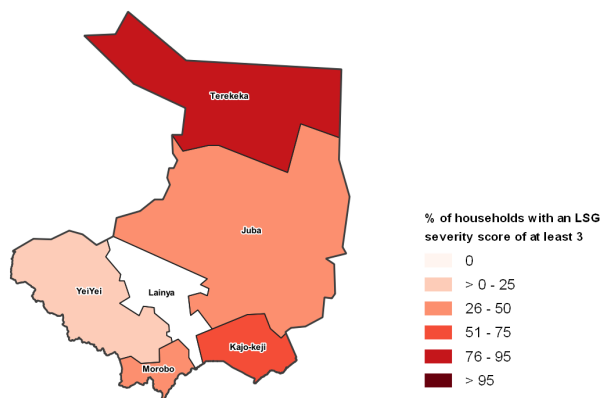 Terekeka
Juba
YeiYei
Lainya
Kajo-keji
Morobo
% of households with an LSG
severity score of at least 3
0
> 0 - 25
26 - 50
51 - 75
76 - 95
> 95